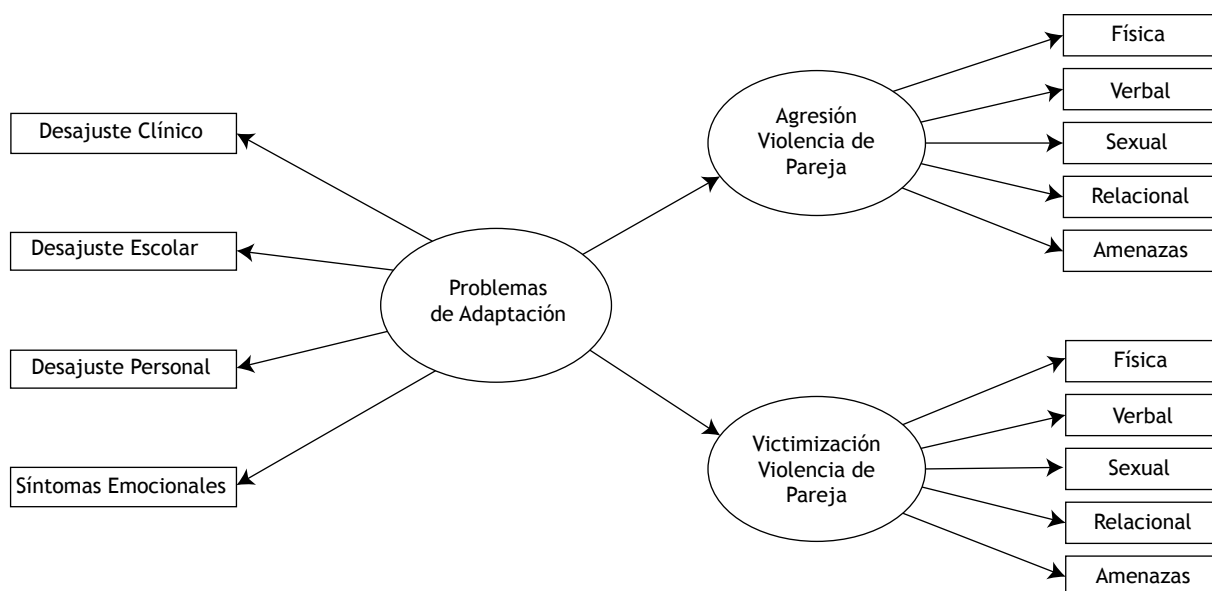 Desajuste Clínico
Desajuste Escolar
Desajuste Personal
Síntomas Emocionales
Problemas
de Adaptación
Agresión
Violencia de
Pareja
Física
Verbal
Sexual
Relacional
Amenazas
Victimización
Violencia de
Pareja
Física
Verbal
Sexual
Relacional
Amenazas